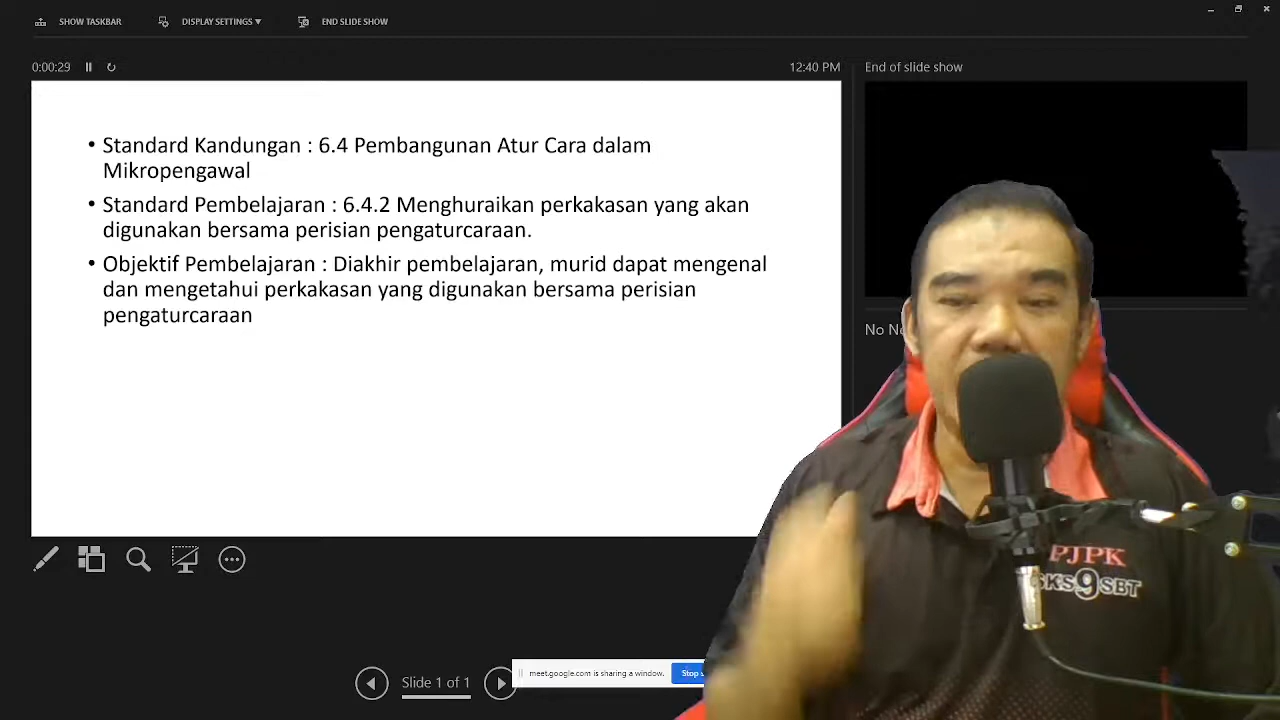 SHOW TASKBAR
DISPLAY SETTINGS ▼
END SLIDE SHOW
0:00:29
12:40 PM
End of slide show
• Standard Kandungan : 6.4 Pembangunan Atur Cara dalam
Mikropengawal
• Standard Pembelajaran : 6.4.2 Menghuraikan perkakasan yang akan
digunakan bersama perisian pengaturcaraan.
• Objektif Pembelajaran : Diakhir pembelajaran, murid dapat mengenal
dan mengetahui perkakasan yang digunakan bersama perisian
pengaturcaraan
No
PJPK
SKS9SBT
meet.google.com is sharing a window.
Stop
Slide 1 of 1